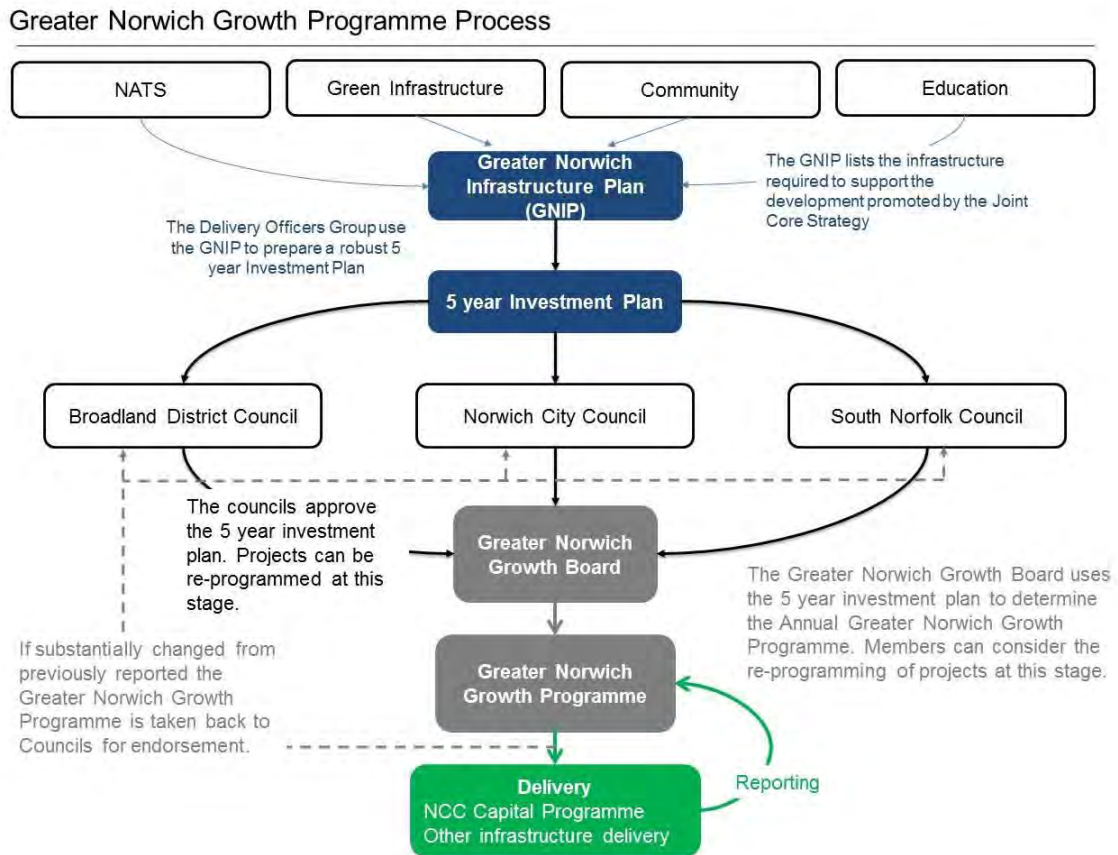 Greater Norwich Growth Programme Process
NATS
Green Infrastructure
Community
Education
Greater Norwich
Infrastructure Plan
(GNIP)
The GNIP lists the infrastructure
required to support the
development promoted by the Joint
Core Strategy
The Delivery Officers Group use
the GNIP to prepare a robust 5
year Investment Plan
5 year Investment Plan
Broadland District Council
Norwich City Council
South Norfolk Council
The councils approve
the 5 year investment
plan. Projects can be
re-programmed at this
stage.
Greater Norwich
Growth Board
The Greater Norwich Growth Board uses
the 5 year investment plan to determine
the Annual Greater Norwich Growth
Programme. Members can consider the
re-programming of projects at this stage.
If substantially changed from
previously reported the
Greater Norwich Growth
Programme is taken back to
Councils for endorsement.
Greater Norwich
Growth Programme
Reporting
Delivery
NCC Capital Programme
Other infrastructure delivery